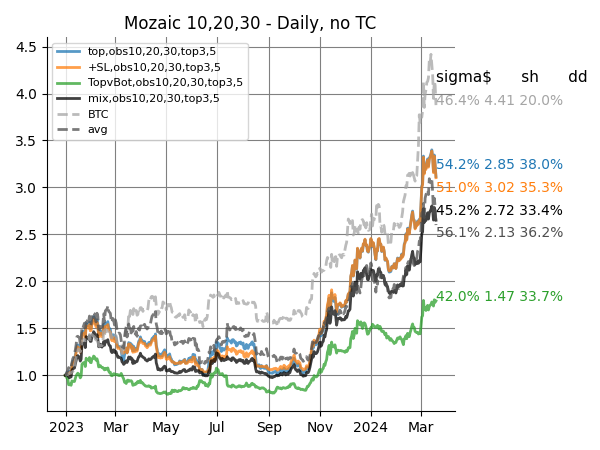 Mozaic 10,20,30 - Daily, no TC
top,obs10,20,30,top3,5
+SL,obs10,20,30,top3,5
TopvBot,obs10,20,30,top3,5
mix,obs10,20,30,top3,5
BTC
avg
sigma$ sh dd
46.4% 4.41 20.0%
54.2% 2.85 38.0%
51.0% 3.02 35.3%
45.2% 2.72 33.4%
56.1% 2.13 36.2%
42.0% 1.47 33.7%
4.5
4.0
3.5
3.0
2.5
2.0
1.5
1.0
2023 Mar May Jul Sep Nov 2024 Mar